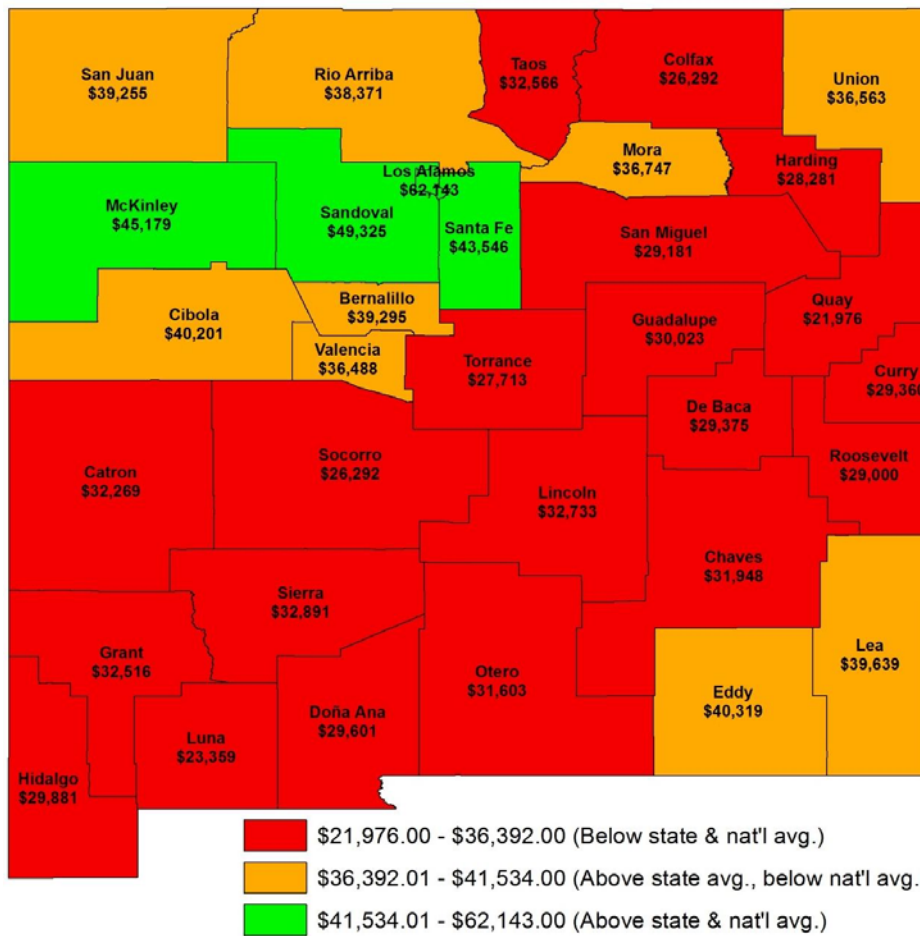 San Juan
$39,255
Rio Arriba
$38,371
Taos
$32,566
Colfax
$26,292
Union
$36,563
Mora
$36,747
Harding
$28,281
Los Alamos
$62,143
McKinley
$45,179
Sandoval
$49,325
Santa Fe
$43,546
San Miguel
$29,181
Quay
$21,976
Cibola
$40,201
Bernalillo
$39,295
Valencia
$36,488
Guadalupe
$30,023
Torrance
$27,713
Curry
$29,368
De Baca
$29,375
Roosevelt
$29,000
Catron
$32,269
Socorro
$26,292
Lincoln
$32,733
Chaves
$31,948
Sierra
$32,891
Grant
$32,516
Otero
$31,603
Lea
$39,639
Eddy
$40,319
Doña Ana
$29,601
Luna
$23,359
Hidalgo
$29,881
$21,976.00 - $36,392.00 (Below state & nat'l avg.)
$36,392.01 - $41,534.00 (Above state avg., below nat'l avg.
$41,534.01 - $62,143.00 (Above state & nat'l avg.)